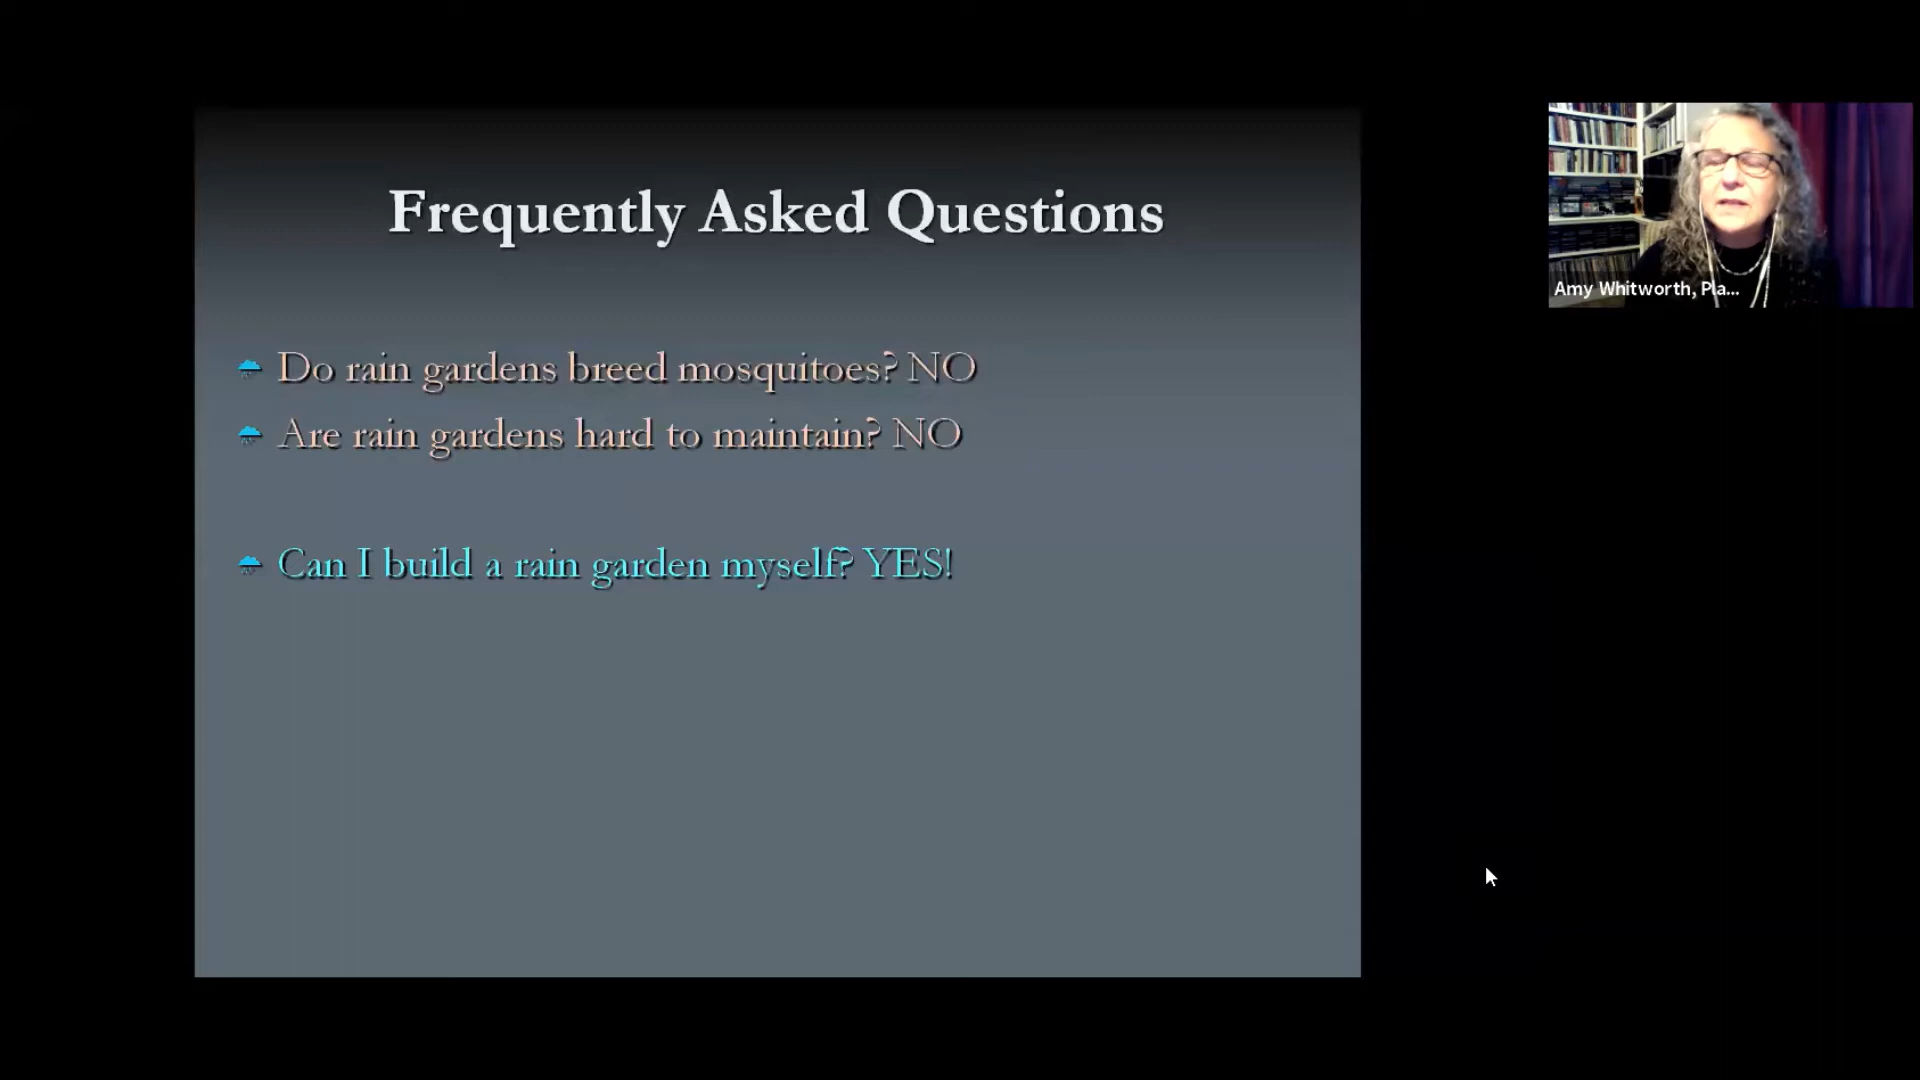 Frequently Asked Questions
Do rain gardens breed mosquitoes? NO
Are rain gardens hard to maintain? NO
Can I build a rain garden myself? YES!
Amy Whitworth, Pla...